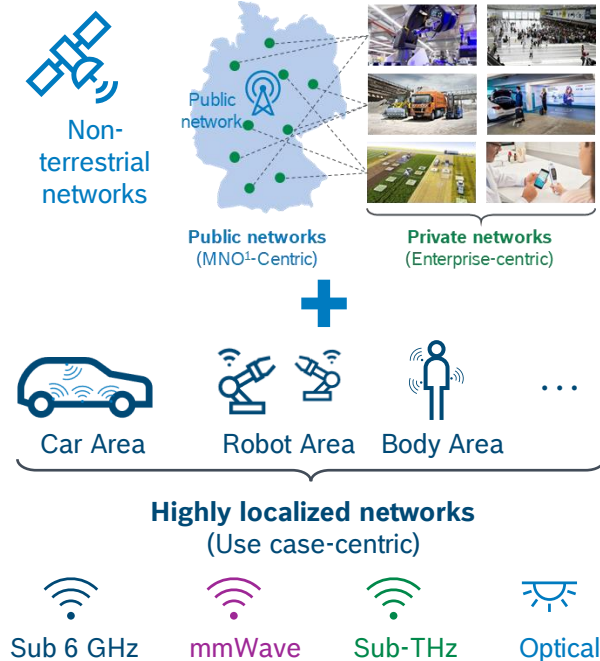 Non-
terrestrial
networks
Public
network
Public networks
(MNO¹-Centric)
Private networks
(Enterprise-centric)
Car Area
Robot Area
Body Area
...
Highly localized networks
(Use case-centric)
Sub 6 GHz
mmWave
Sub-THz
Optical